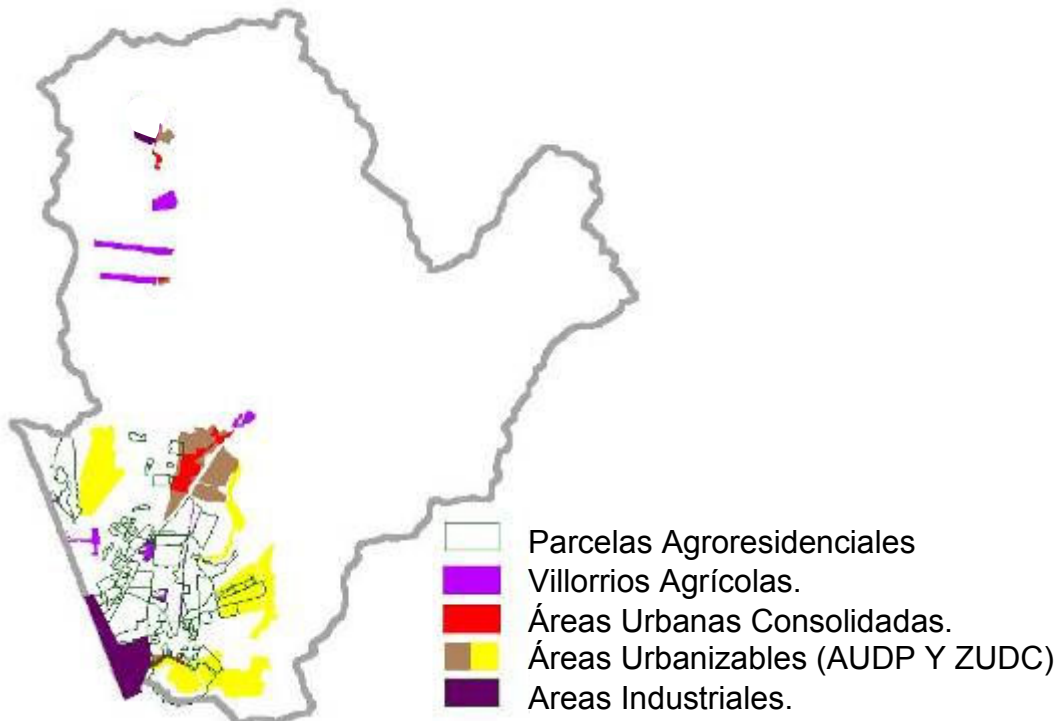 Parcelas Agroresidenciales
Villorrios Agrícolas.
Áreas Urbanas Consolidadas.
Áreas Urbanizables (AUDP Y ZUDC)
Areas Industriales.